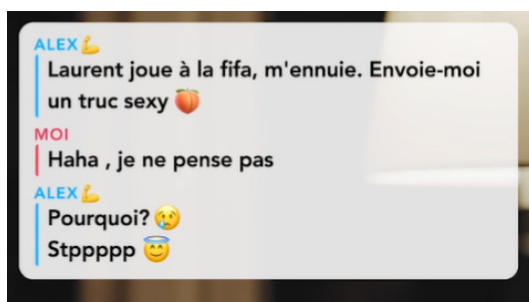 ALEX💪
Laurent joue à la fifa, m'ennuie. Envoie-moi
un truc sexy 🍑
MOI
Haha , je ne pense pas
ALEX💪
Pourquoi? 😢
Stppppp 😇